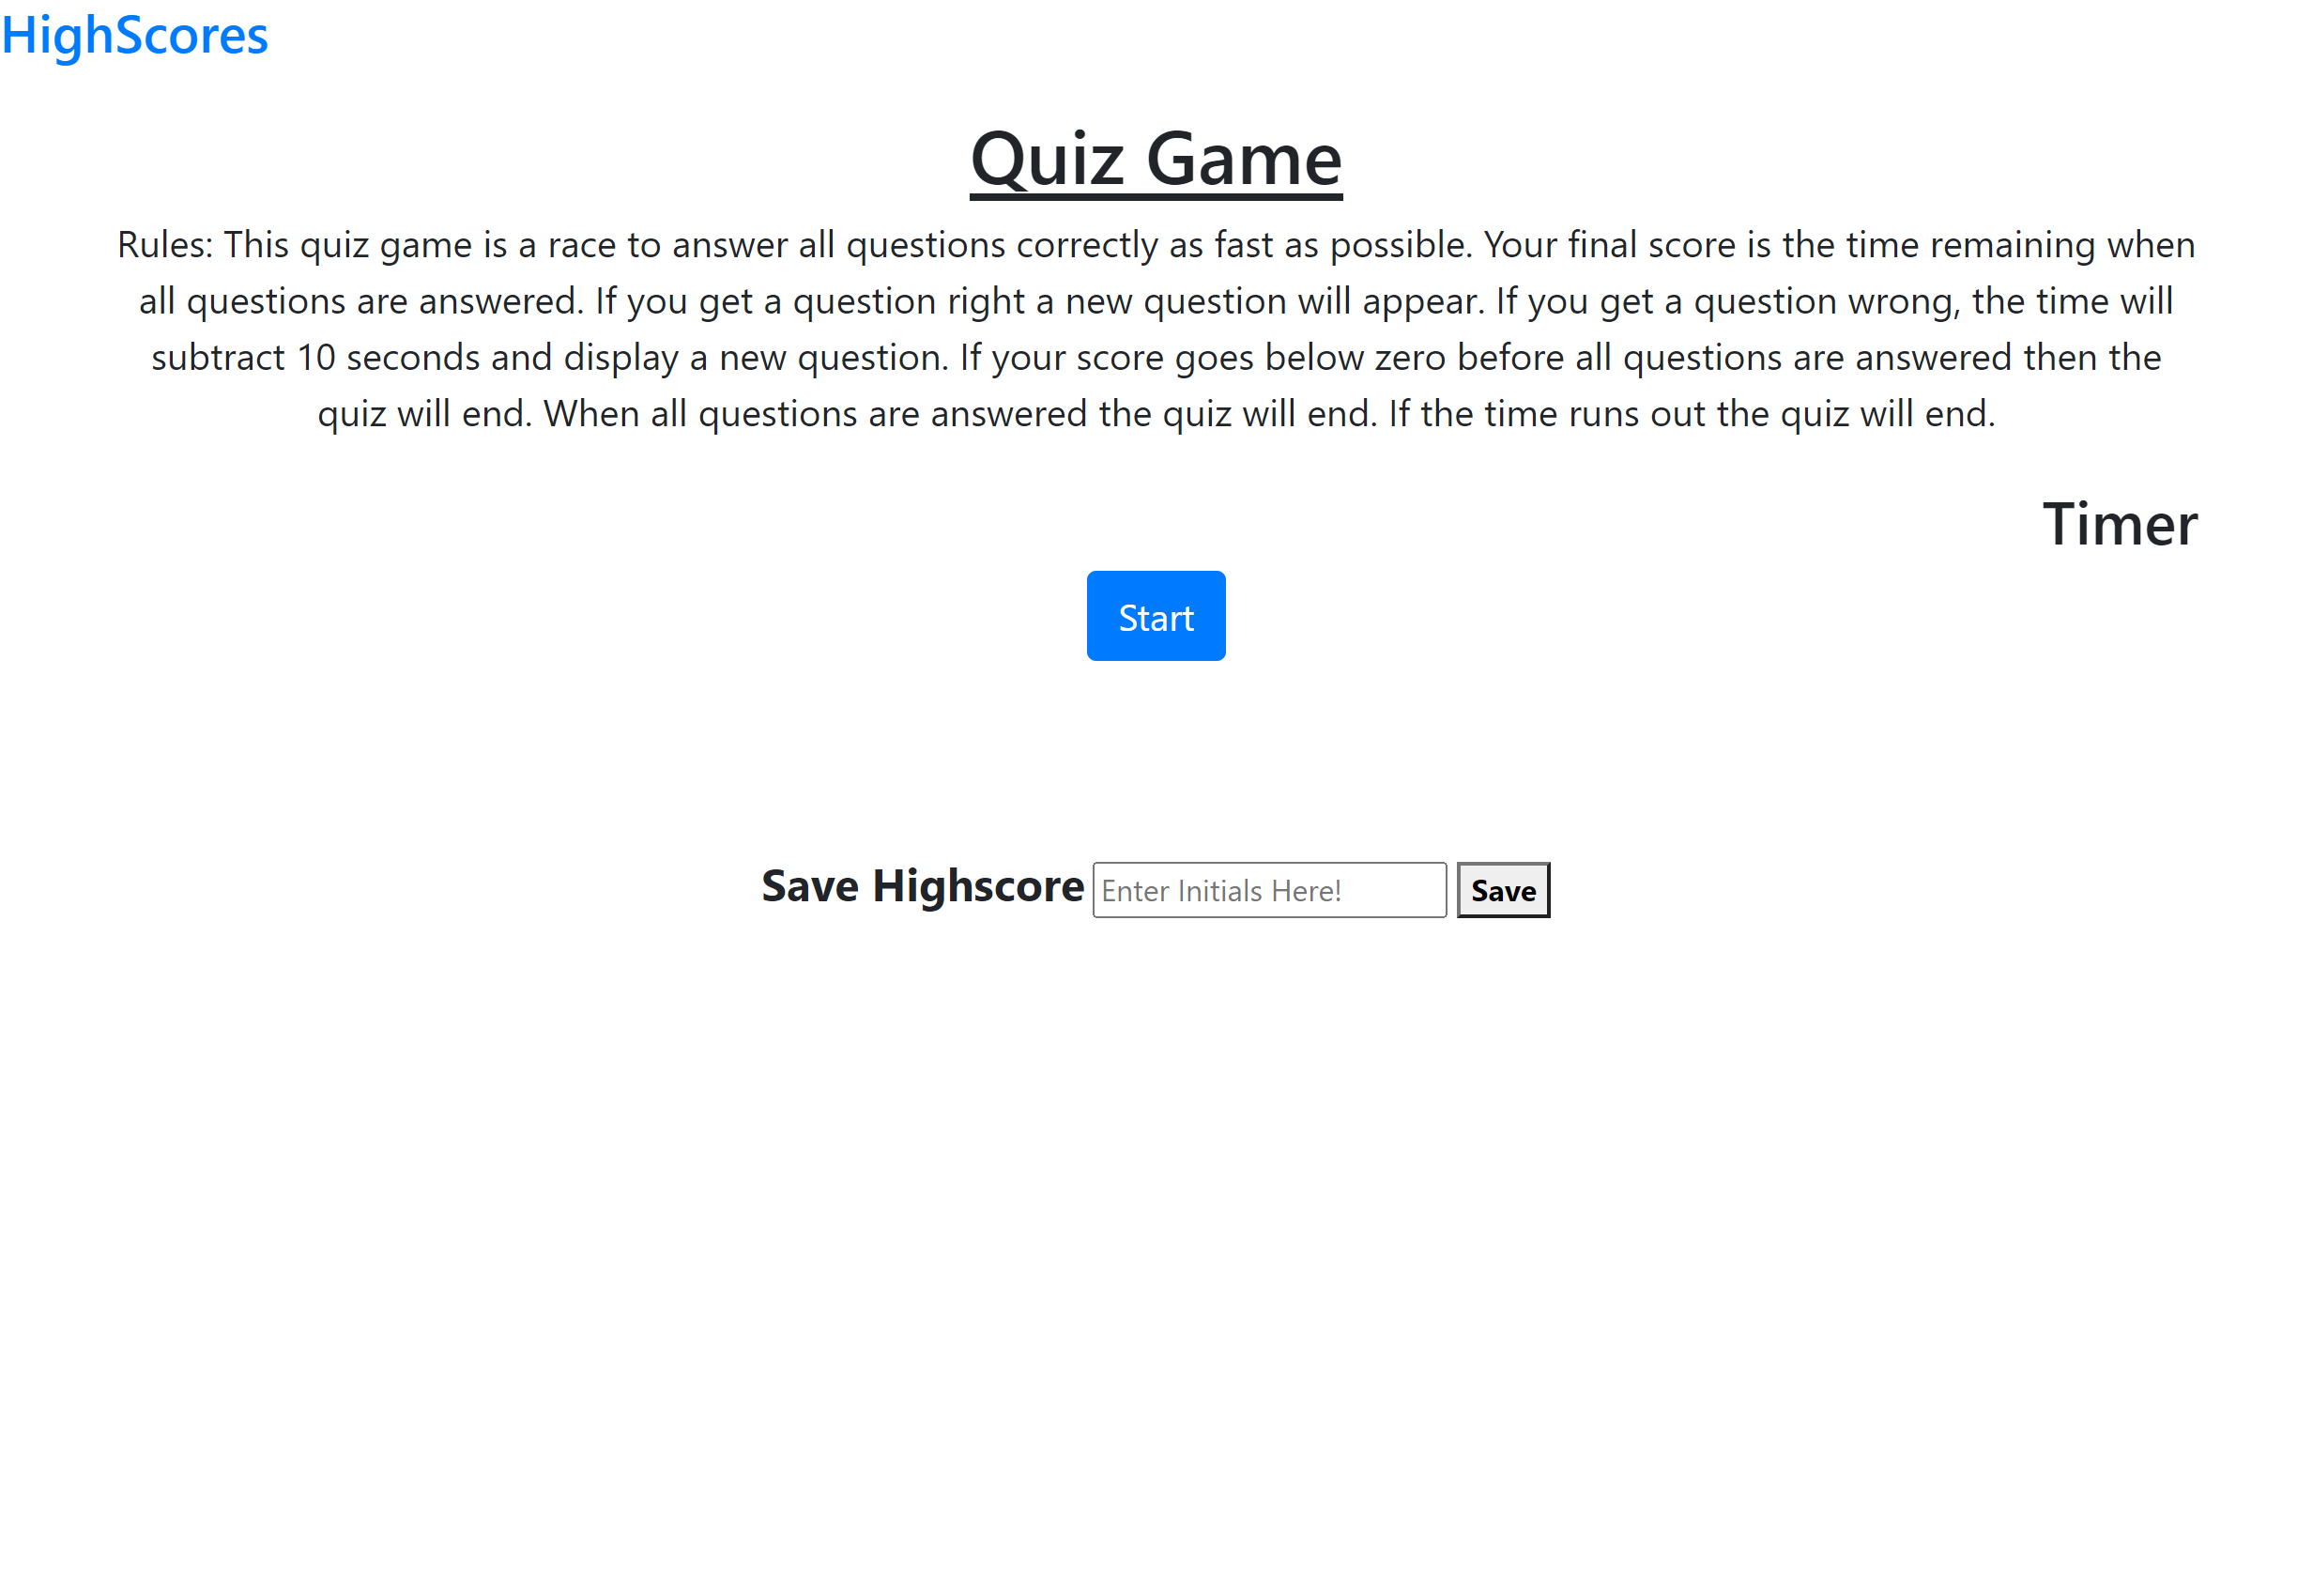 HighScores
Quiz Game
Rules: This quiz game is a race to answer all questions correctly as fast as possible. Your final score is the time remaining when
all questions are answered. If you get a question right a new question will appear. If you get a question wrong, the time will
subtract 10 seconds and display a new question. If your score goes below zero before all questions are answered then the
quiz will end. When all questions are answered the quiz will end. If the time runs out the quiz will end.
Timer
Start
Save Highscore Enter Initials Here! Save